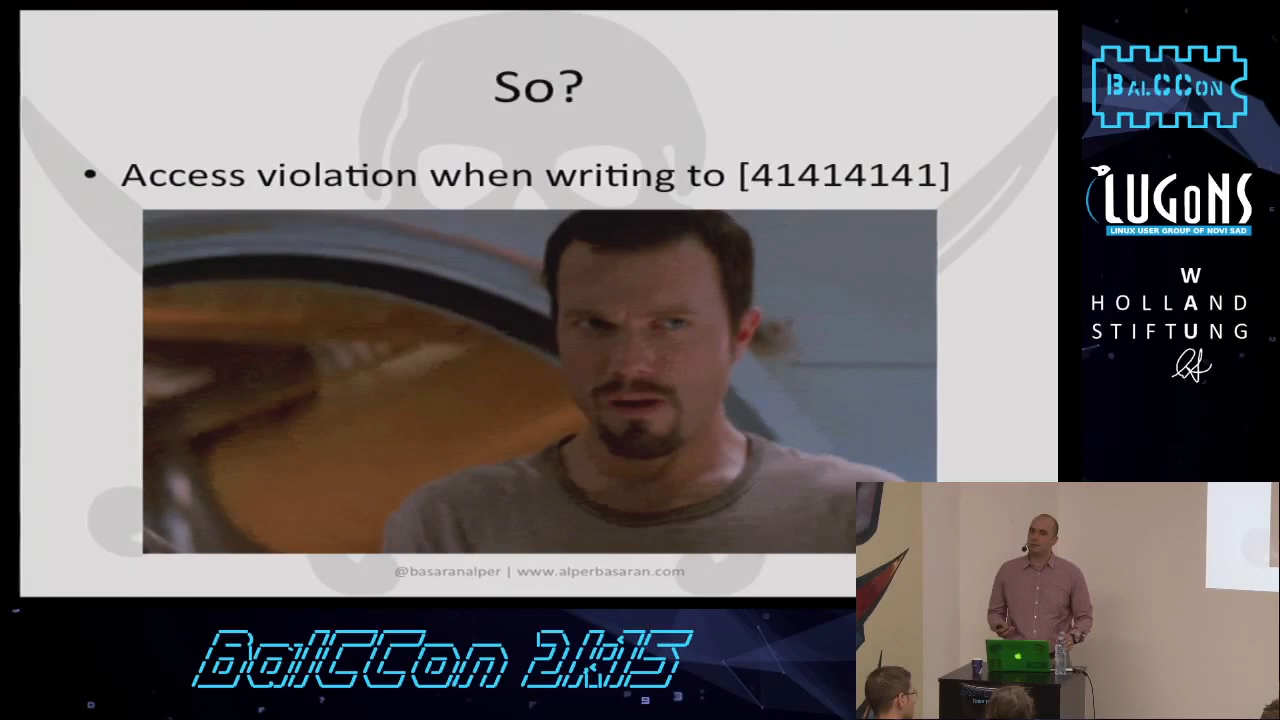 So?
• Access violation when writing to [41414141]
@basaranalper | www.alperbasaran.com
BalCCon
LUGoNS
LINUX USER GROUP OF NOVI SAD
WAU
HOLLAND
STIFTUNG
BalCCon 2k15